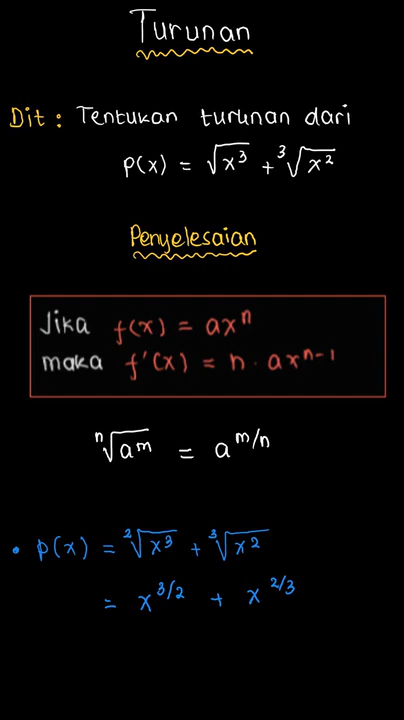 Turunan
Dit : Tentukan turunan dari
p(x) = √x³ + ³√x²
Penyelesaian
Jika f(x) = axⁿ
maka f'(x) = n · axⁿ⁻¹
ⁿ√aᵐ = a^m/n
• p(x) = ²√x³ + ³√x²
= x^3/2 + x^2/3